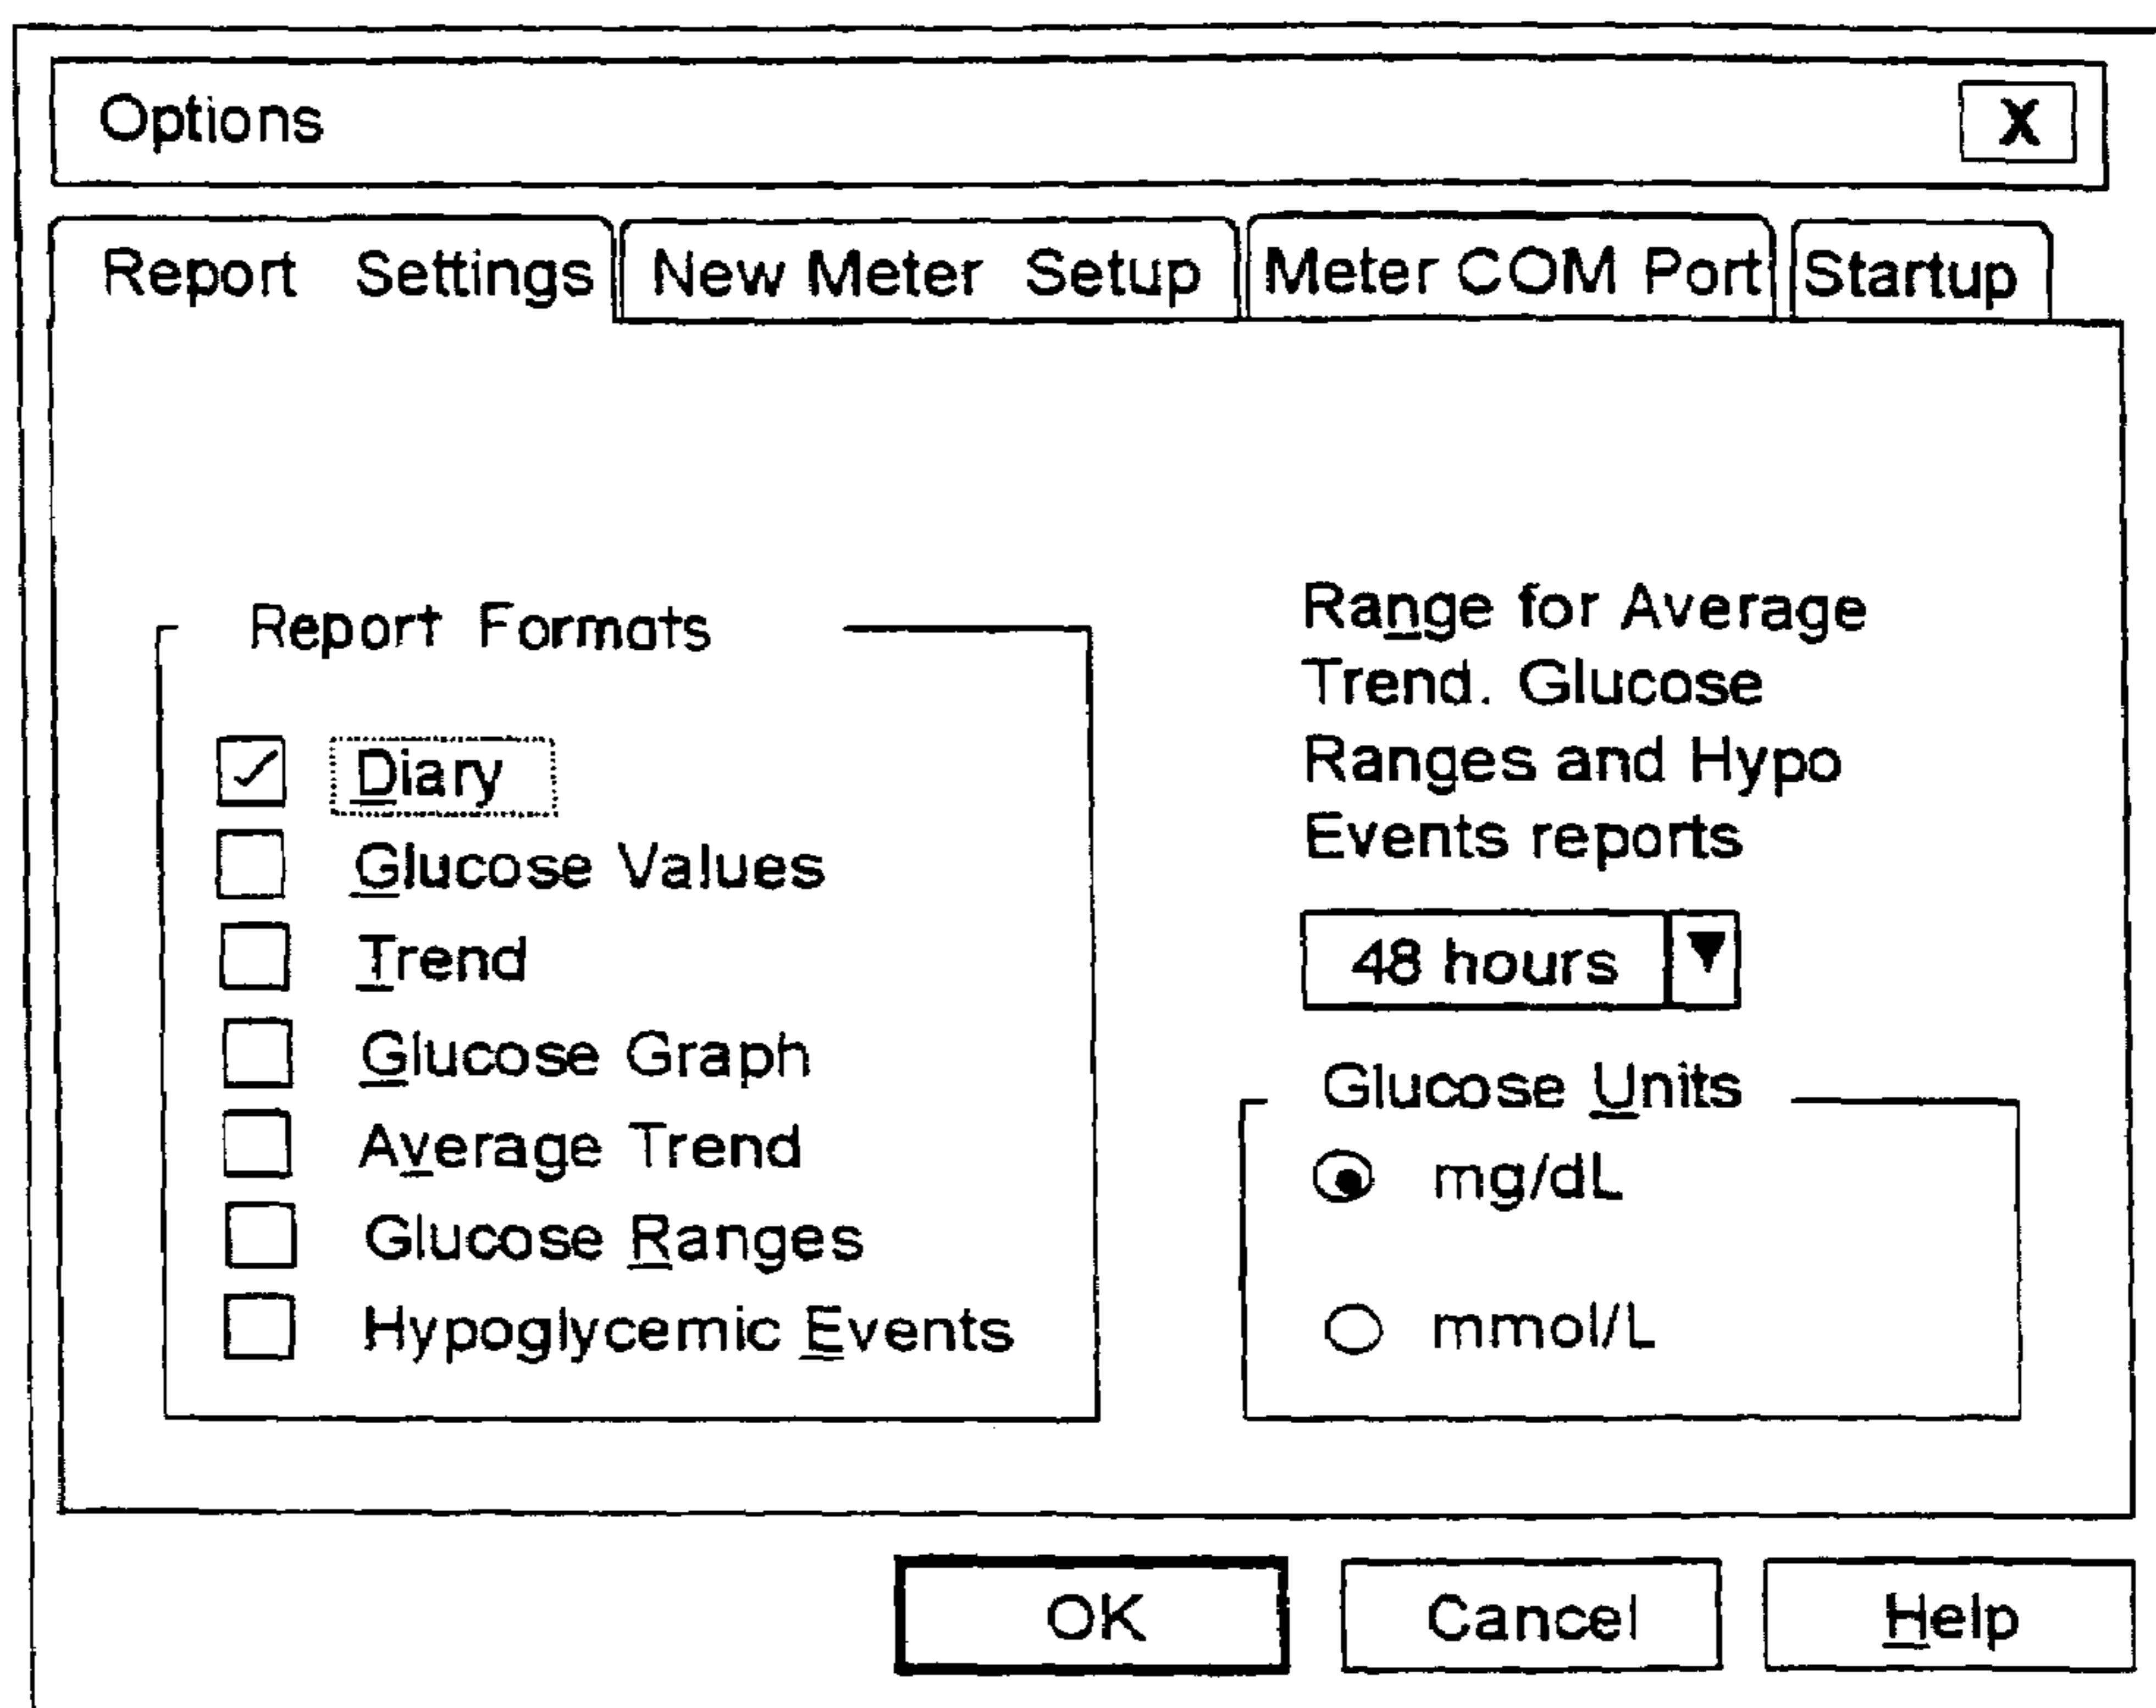 Options X
Report Settings New Meter Setup Meter COM Port Startup
Report Formats
Diary
Glucose Values
Trend
Glucose Graph
Average Trend
Glucose Ranges
Hypoglycemic Events
Range for Average
Trend. Glucose
Ranges and Hypo
Events reports
48 hours
Glucose Units
mg/dL
mmol/L
OK Cancel Help